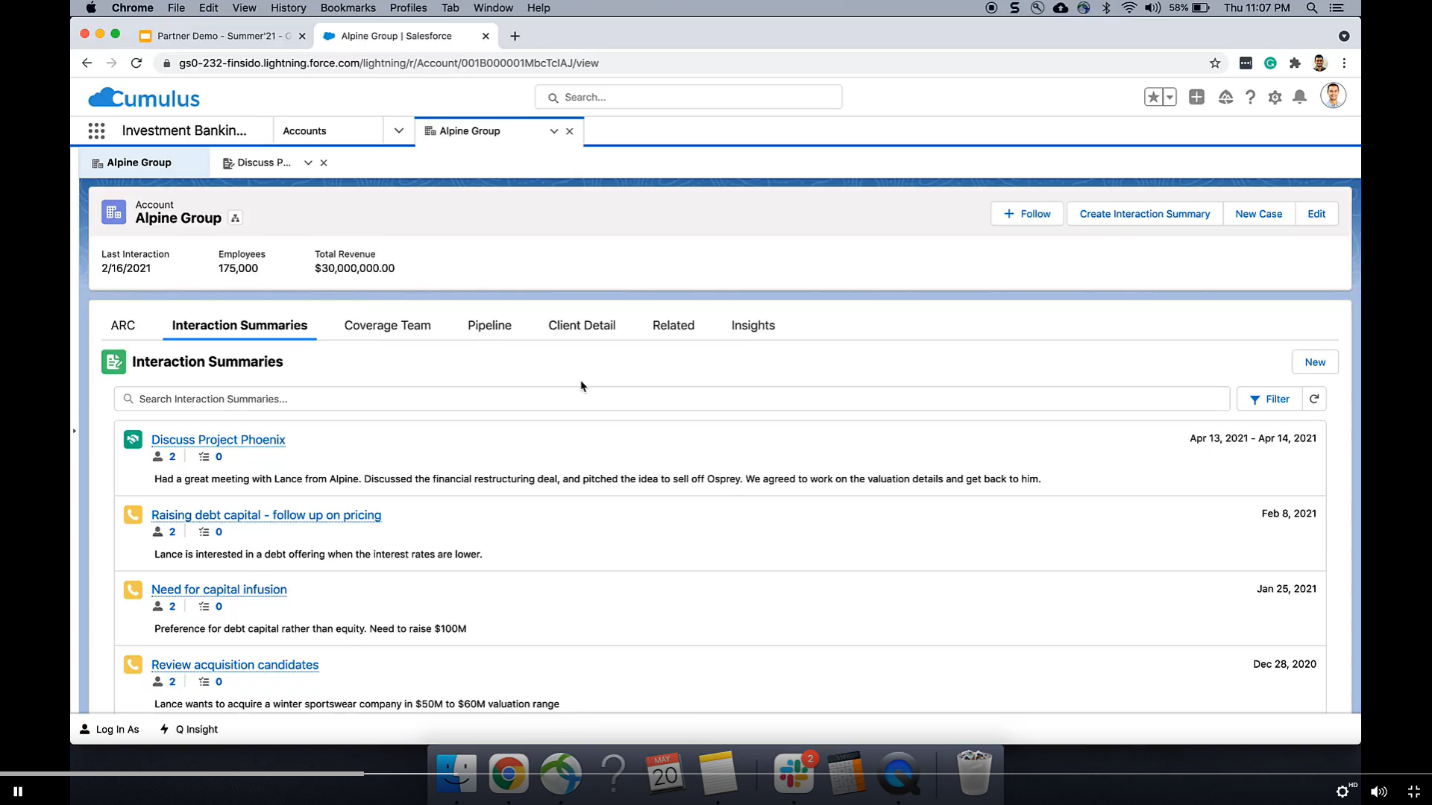 Chrome File Edit View History Bookmarks Profiles Tab Window Help 58% Thu 11:07 PM
Partner Demo - Summer'21 - G Alpine Group | Salesforce
gs0-232-finsido.lightning.force.com/lightning/r/Account/001B000001MbcTcIAJ/view
Cumulus Search...
Investment Bankin... Accounts Alpine Group
Alpine Group Discuss P...
Account
Alpine Group
Follow Create Interaction Summary New Case Edit
Last Interaction Employees Total Revenue
2/16/2021 175,000 $30,000,000.00
ARC Interaction Summaries Coverage Team Pipeline Client Detail Related Insights
Interaction Summaries New
Search Interaction Summaries... Filter
Discuss Project Phoenix Apr 13, 2021 - Apr 14, 2021
2 0
Had a great meeting with Lance from Alpine. Discussed the financial restructuring deal, and pitched the idea to sell off Osprey. We agreed to work on the valuation details and get back to him.
Raising debt capital - follow up on pricing Feb 8, 2021
2 0
Lance is interested in a debt offering when the interest rates are lower.
Need for capital infusion Jan 25, 2021
2 0
Preference for debt capital rather than equity. Need to raise $100M
Review acquisition candidates Dec 28, 2020
2 0
Lance wants to acquire a winter sportswear company in $50M to $60M valuation range
Log In As Q Insight
MAY
20
2
HD